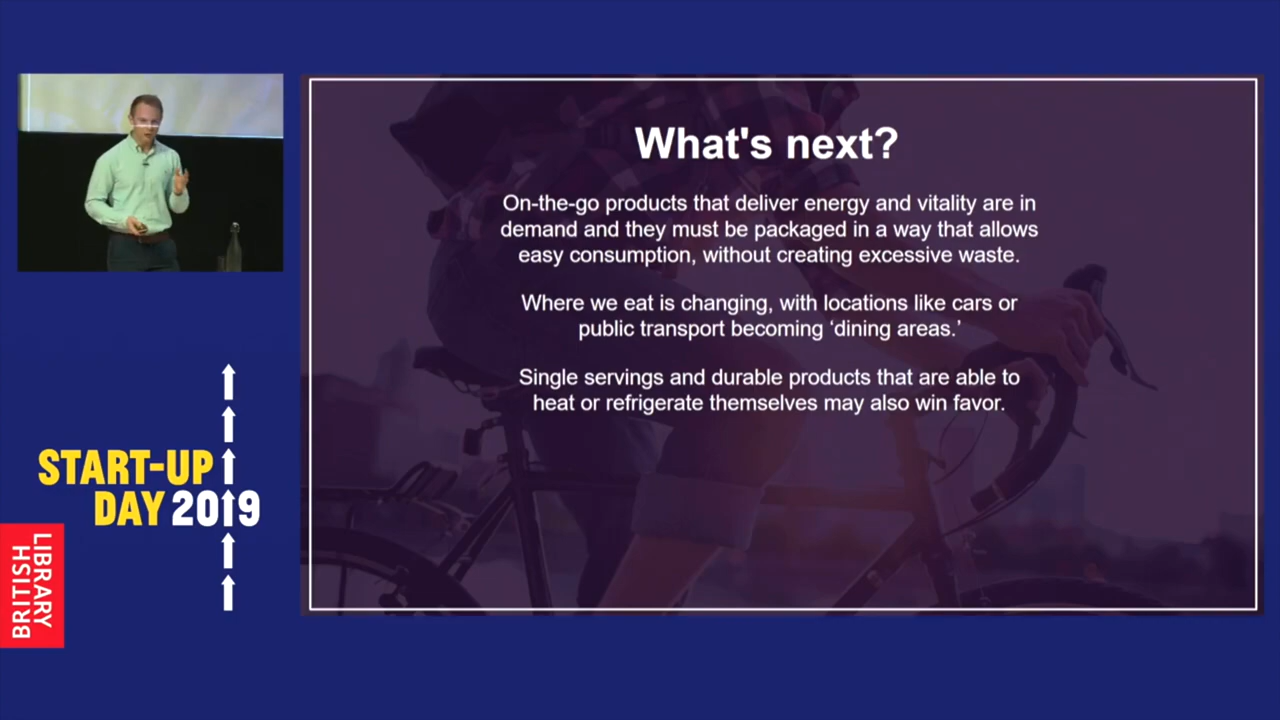 What's next?
On-the-go products that deliver energy and vitality are in
demand and they must be packaged in a way that allows
easy consumption, without creating excessive waste.
Where we eat is changing, with locations like cars or
public transport becoming ‘dining areas.’
Single servings and durable products that are able to
heat or refrigerate themselves may also win favor.
START-UP
DAY 2019
BRITISH
LIBRARY